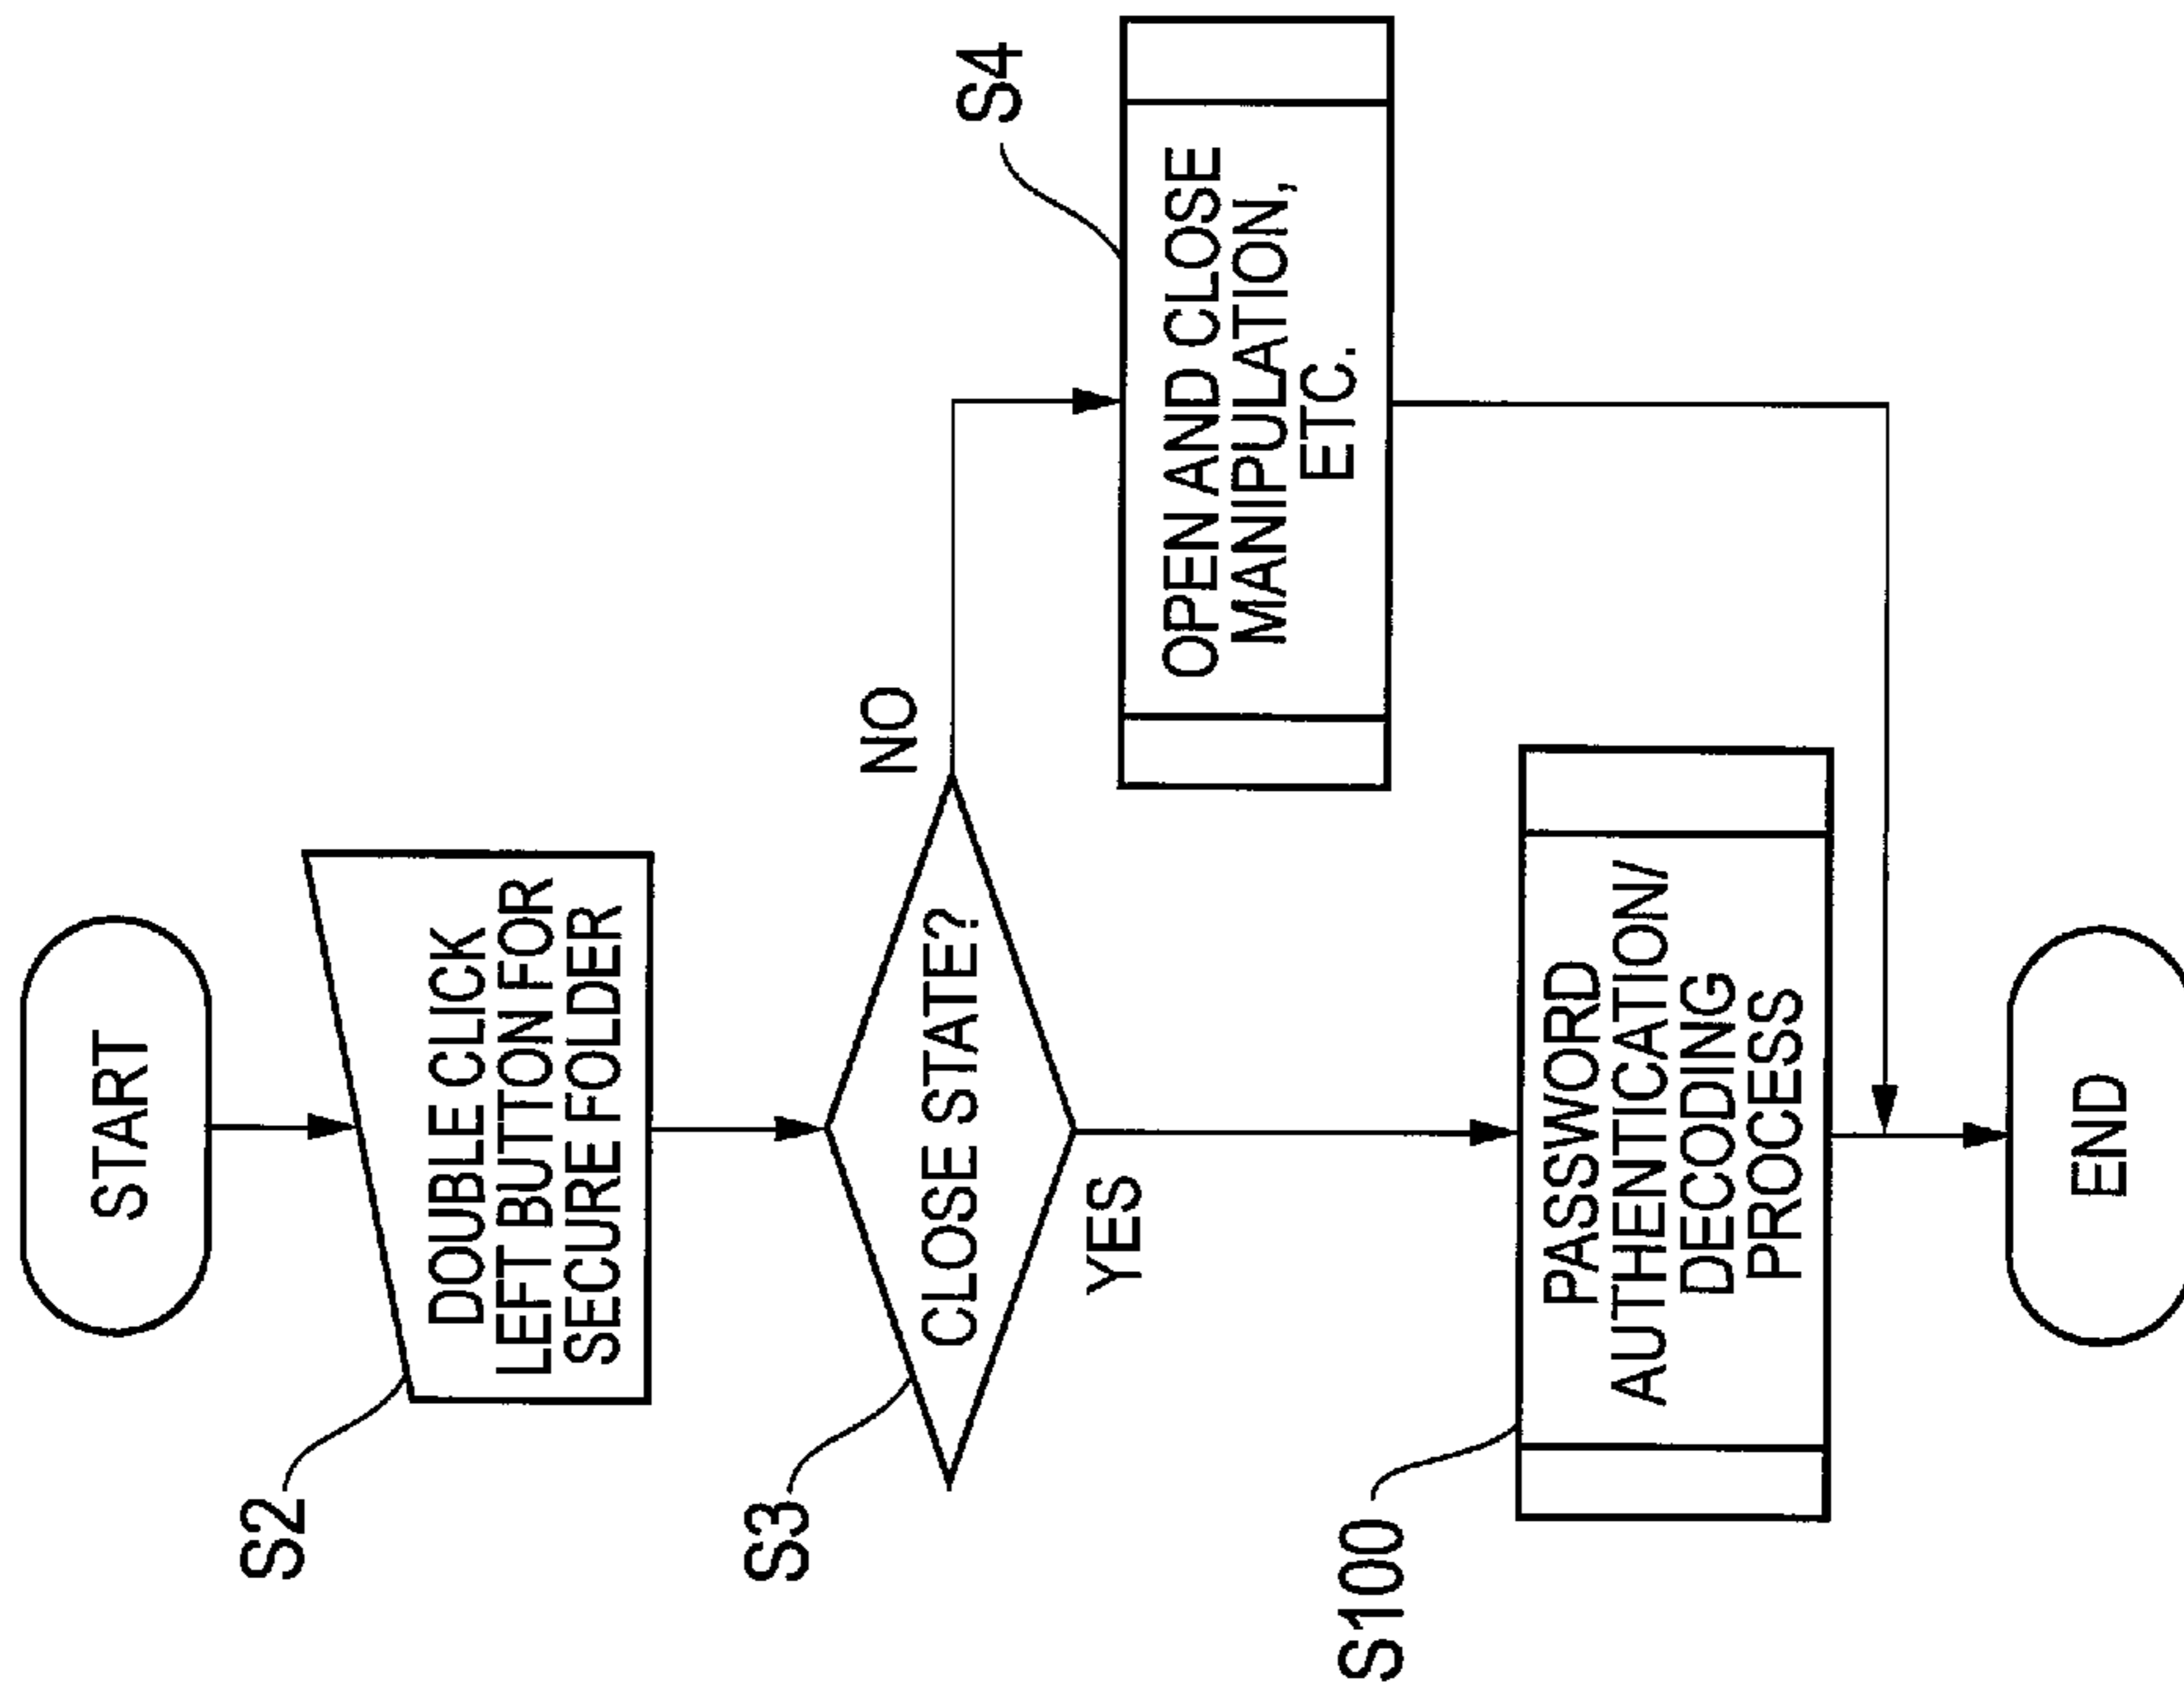 START
S2
DOUBLE CLICK
LEFT BUTTON FOR
SECURE FOLDER
S3
CLOSE STATE?
NO
YES
S4
OPEN AND CLOSE
MANIPULATION,
ETC.
S100
PASSWORD
AUTHENTICATION/
DECODING
PROCESS
END